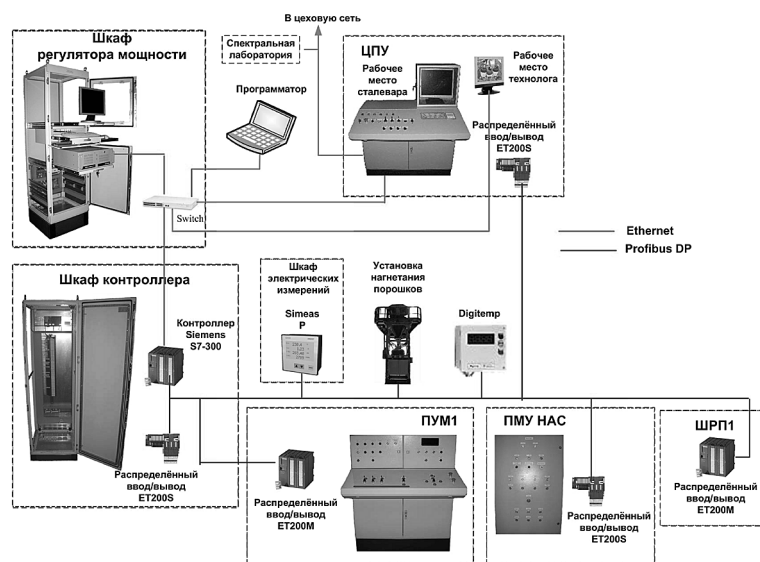 В цеховую сеть
Шкаф
регулятора мощности
Спектральная
лаборатория
ЦПУ
Рабочее
место
сталевара
Рабочее
место
технолога
Программатор
Распределённый
ввод/вывод
ET200S
Switch
Ethernet
Profibus DP
Шкаф контроллера
Контроллер
Siemens
S7-300
Шкаф
электрических
измерений
Simeas
P
Установка
нагнетания
порошков
Digitemp
Распределённый
ввод/вывод
ET200S
ПУМ1
Распределённый
ввод/вывод
ET200M
ПМУ НАС
Распределённый
ввод/вывод
ET200S
ШРП1
Распределённый
ввод/вывод
ET200M